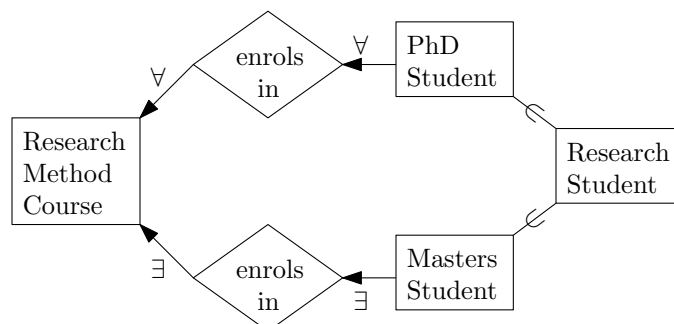 enrols
in
∀
∀
PhD
Student
Research
Method
Course
⊂
Research
Student
⊂
enrols
in
∃
∃
Masters
Student